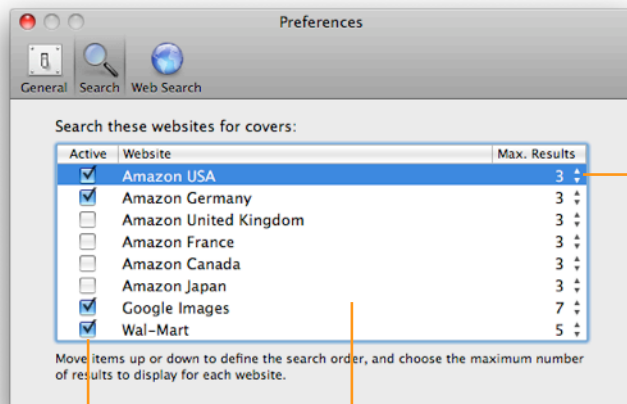 Preferences
General Search Web Search
Search these websites for covers:
Active Website Max. Results
Amazon USA 3
Amazon Germany 3
Amazon United Kingdom 3
Amazon France 3
Amazon Canada 3
Amazon Japan 3
Google Images 7
Wal-Mart 5
Move items up or down to define the search order, and choose the maximum number
of results to display for each website.